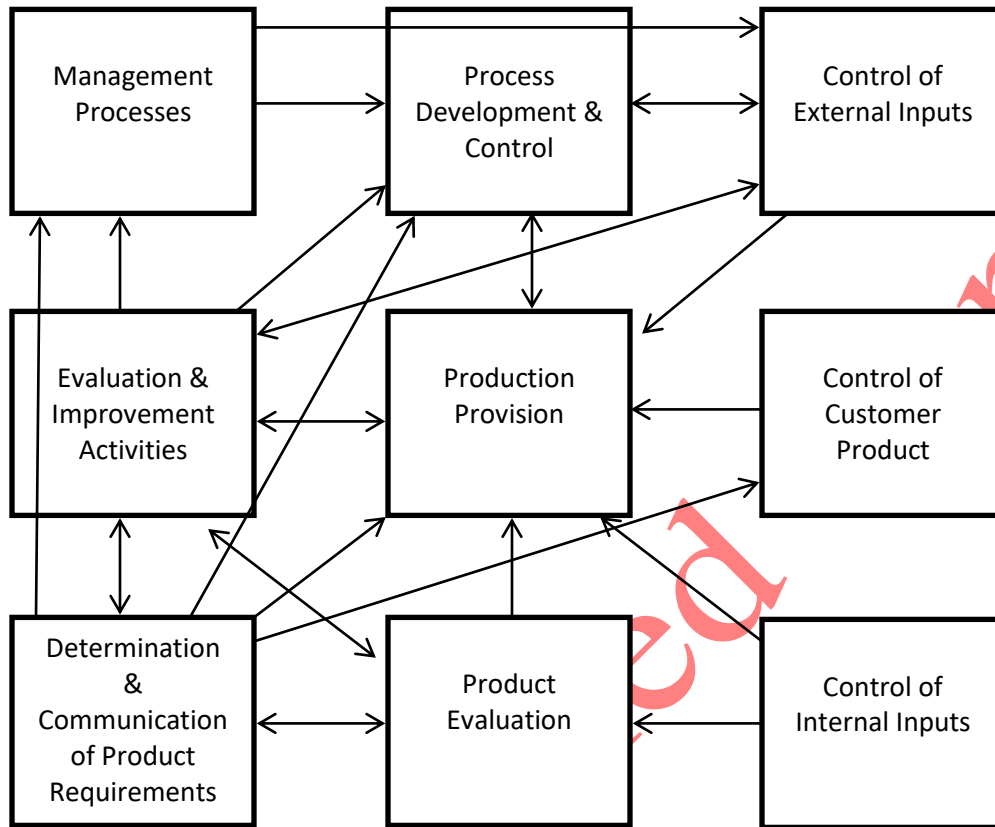 Management
Processes
Process
Development &
Control
Control of
External Inputs
Evaluation &
Improvement
Activities
Production
Provision
Control of
Customer
Product
Determination
&
Communication
of Product
Requirements
Product
Evaluation
Control of
Internal Inputs